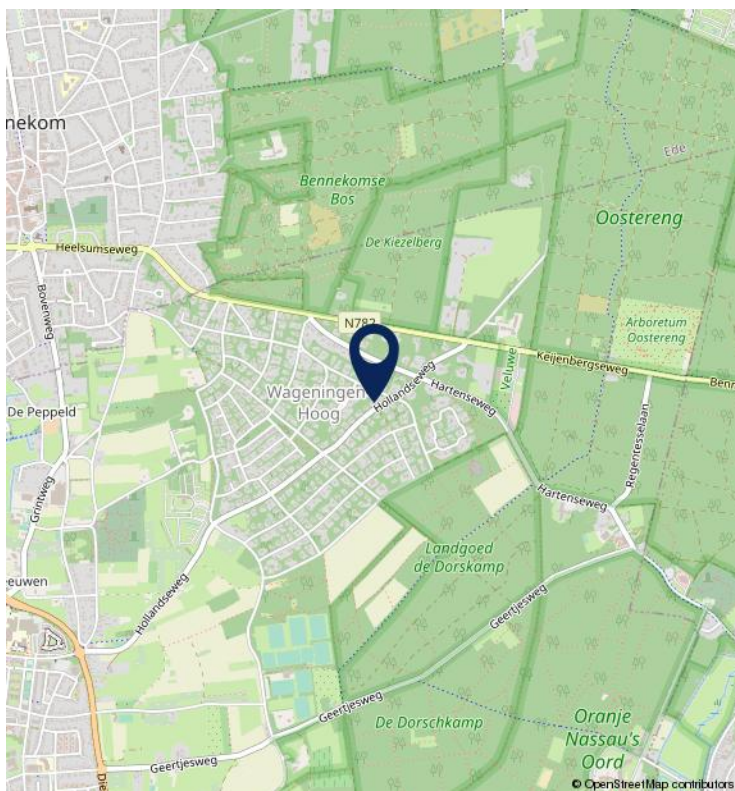 nekom
Bennekomse
Bos
Ede
Oostereng
De Kiezelberg
Heelsumseweg
Bovenweg
N782
Arboretum
Oostereng
Keijenbergseweg
Benn
Veluwe
Wageningen
Hoog
Hollandseweg
Hartenseweg
De Peppeld
Regentesselaan
Grintweg
Hartenseweg
Landgoed
de Dorskamp
eeuwen
Hollandseweg
Geertjesweg
Geertjesweg
De Dorschkamp
Oranje
Nassau's
Oord
Geertjesweg
Die
© OpenStreetMap contributors